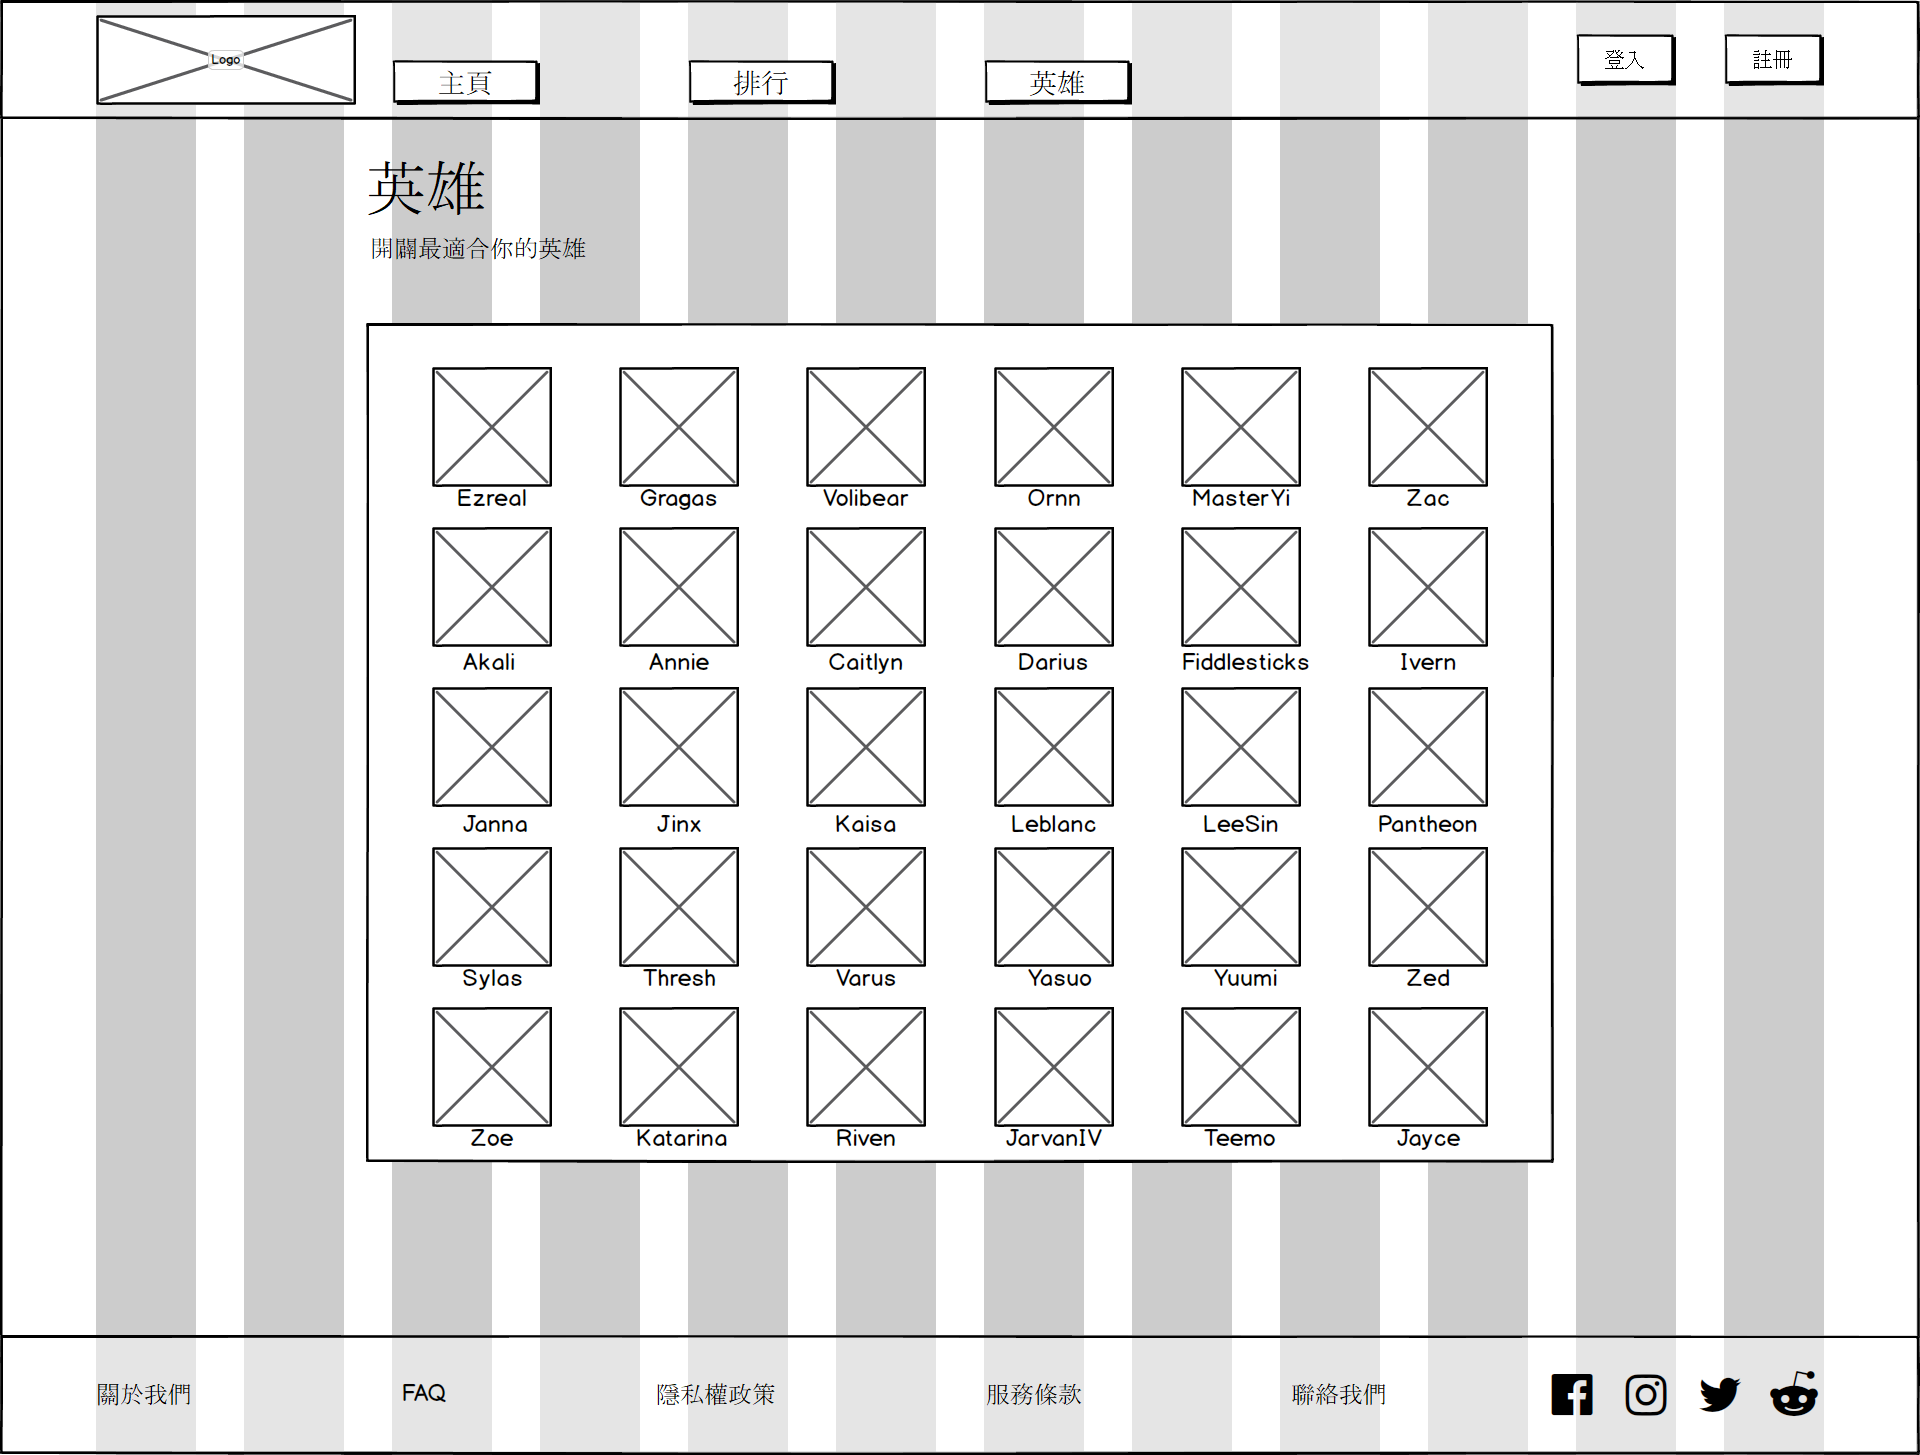 Logo
主頁 排行 英雄 登入 註冊
英雄
開闢最適合你的英雄
Ezreal Gragas Volibear Ornn MasterYi Zac
Akali Annie Caitlyn Darius Fiddlesticks Ivern
Janna Jinx Kaisa Leblanc LeeSin Pantheon
Sylas Thresh Varus Yasuo Yuumi Zed
Zoe Katarina Riven JarvanIV Teemo Jayce
關於我們 FAQ 隱私權政策 服務條款 聯絡我們